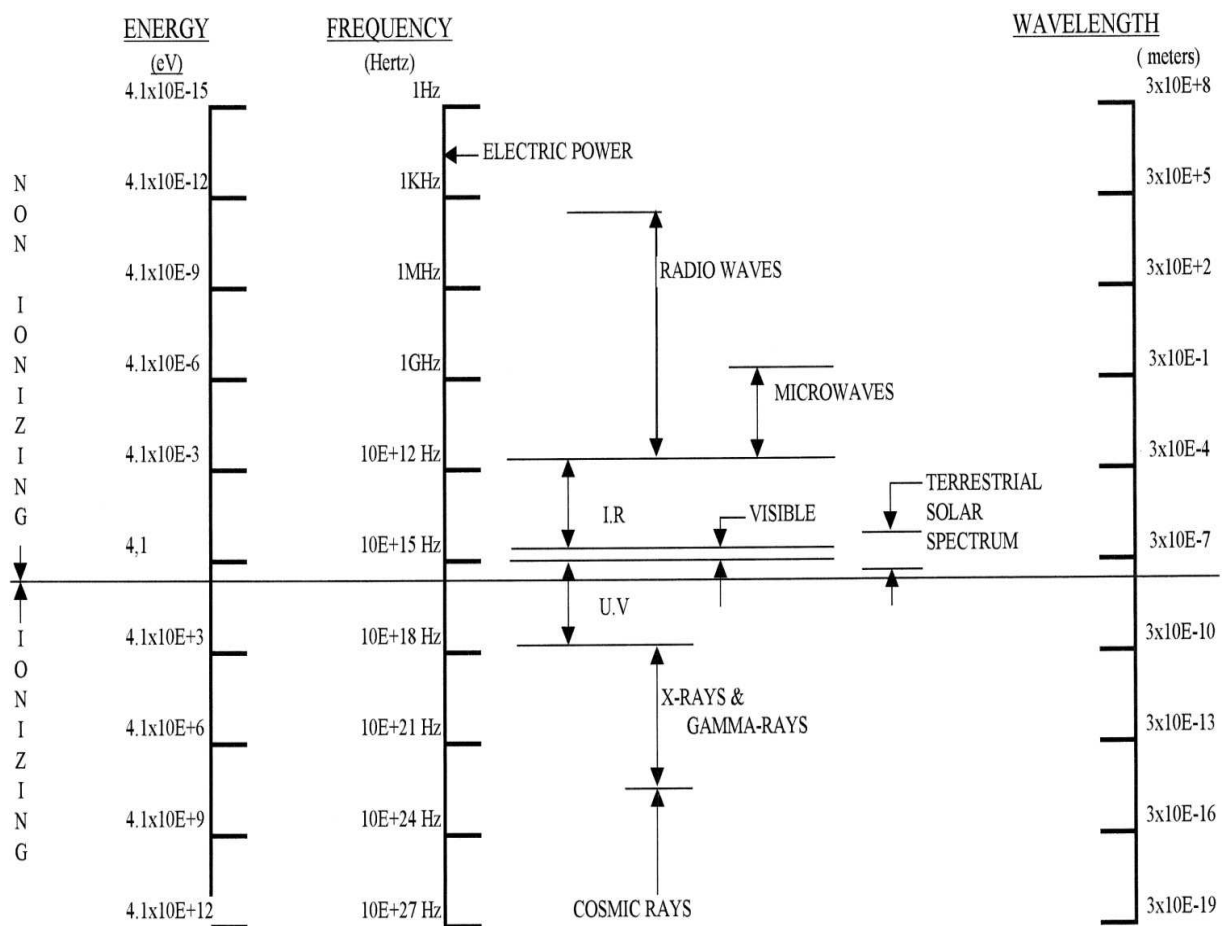 ENERGY
(eV)
FREQUENCY
(Hertz)
WAVELENGTH
( meters)
4.1x10E-15
1Hz
3x10E+8
ELECTRIC POWER
4.1x10E-12
1KHz
3x10E+5
RADIO WAVES
4.1x10E-9
1MHz
3x10E+2
4.1x10E-6
1GHz
3x10E-1
MICROWAVES
4.1x10E-3
10E+12 Hz
3x10E-4
I.R
VISIBLE
TERRESTRIAL
SOLAR
SPECTRUM
4,1
10E+15 Hz
3x10E-7
U.V
4.1x10E+3
10E+18 Hz
3x10E-10
X-RAYS &
GAMMA-RAYS
4.1x10E+6
10E+21 Hz
3x10E-13
4.1x10E+9
10E+24 Hz
3x10E-16
4.1x10E+12
10E+27 Hz
COSMIC RAYS
3x10E-19
NON IONIZING
IONIZING